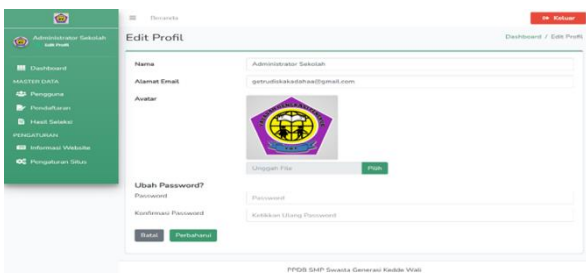 Beranda
Keluar
Administrator Sekolah
Edit Profil
Edit Profil
Dashboard / Edit Profil
Dashboard
MASTER DATA
Pengguna
Pendaftaran
Hasil Seleksi
PENGATURAN
Informasi Website
Pengaturan Situs
Nama
Administrator Sekolah
Alamat Email
Avatar
Unggah File
Pilih
Ubah Password?
Password
Password
Konfirmasi Password
Ketikkan Ulang Password
Batal
Perbaharui
PPDB SMP Swasta Generasi Kedde Wali